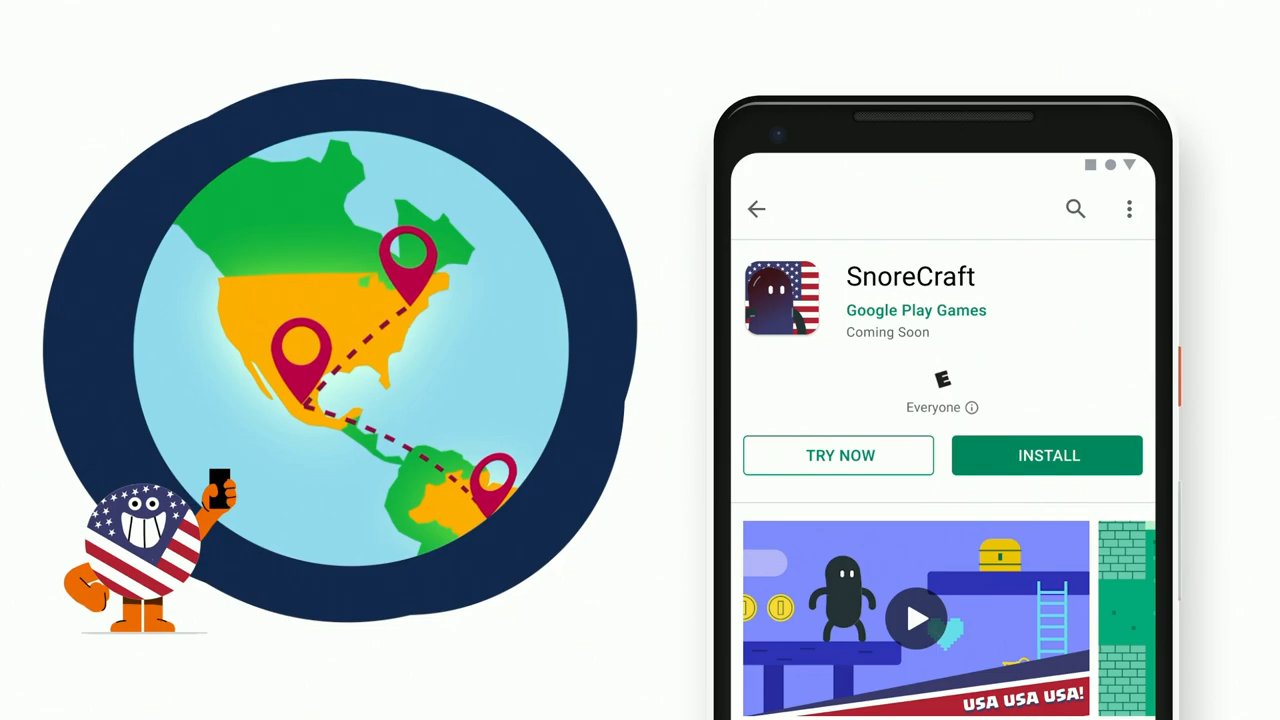 SnoreCraft
Google Play Games
Coming Soon
E
Everyone
TRY NOW
INSTALL
USA USA USA!